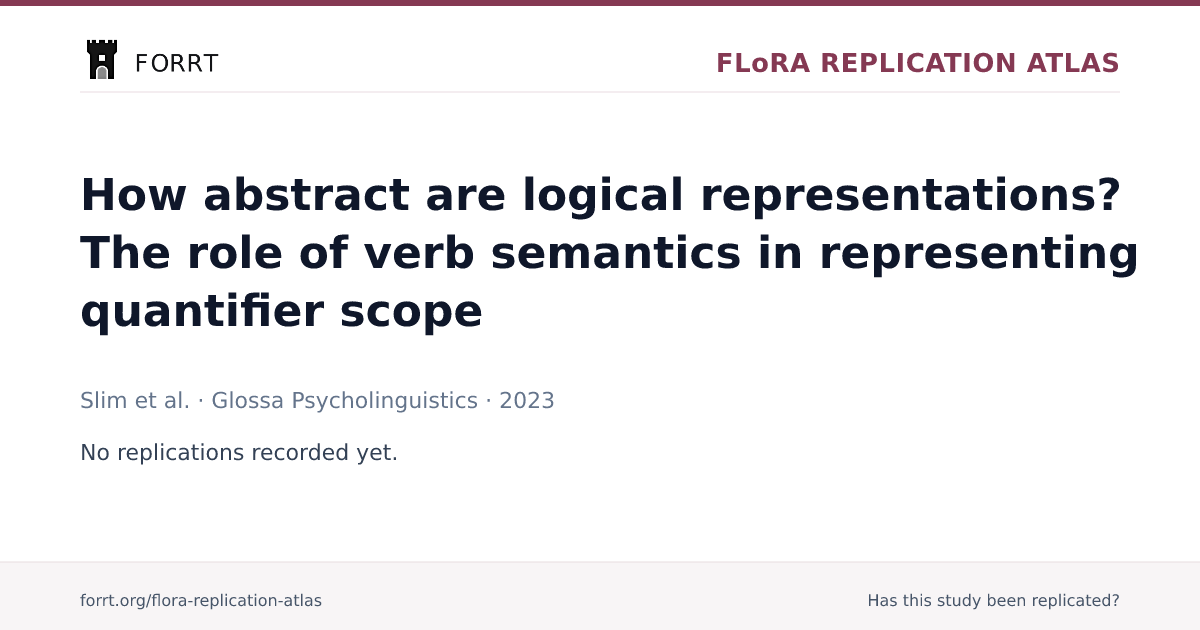 FORRT
FLoRA REPLICATION ATLAS
How abstract are logical representations?
The role of verb semantics in representing
quantifier scope
Slim et al. · Glossa Psycholinguistics · 2023
No replications recorded yet.
forrt.org/flora-replication-atlas
Has this study been replicated?